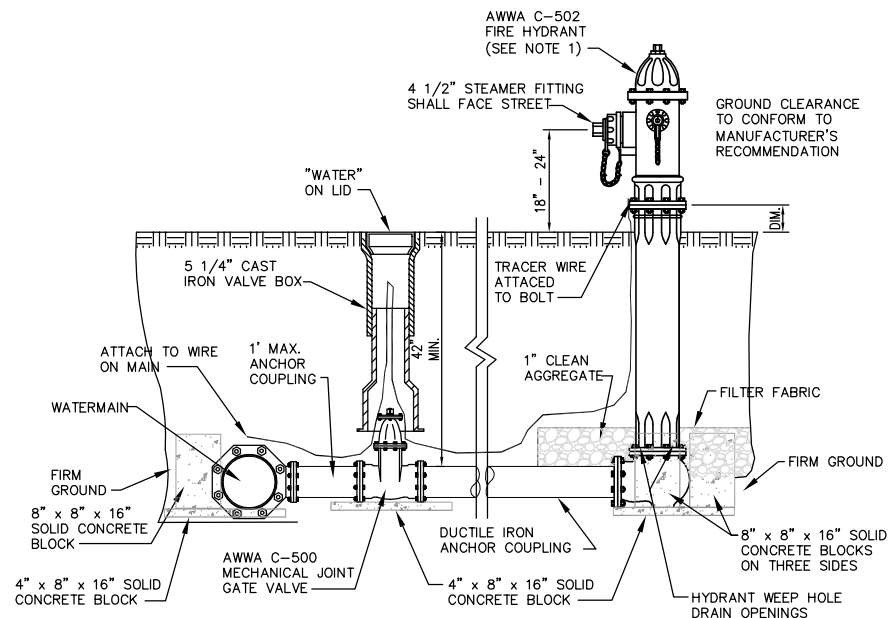 AWWA C-502
FIRE HYDRANT
(SEE NOTE 1)
4 1/2" STEAMER FITTING
SHALL FACE STREET
GROUND CLEARANCE
TO CONFORM TO
MANUFACTURER'S
RECOMMENDATION
"WATER"
ON LID
18" - 24"
DIM.
5 1/4" CAST
IRON VALVE BOX
TRACER WIRE
ATTACED
TO BOLT
42"
MIN.
ATTACH TO WIRE
ON MAIN
1' MAX.
ANCHOR
COUPLING
1" CLEAN
AGGREGATE
FILTER FABRIC
WATERMAIN
FIRM
GROUND
FIRM GROUND
8" x 8" x 16"
SOLID CONCRETE
BLOCK
DUCTILE IRON
ANCHOR COUPLING
8" x 8" x 16" SOLID
CONCRETE BLOCKS
ON THREE SIDES
4" x 8" x 16" SOLID
CONCRETE BLOCK
AWWA C-500
MECHANICAL JOINT
GATE VALVE
4" x 8" x 16" SOLID
CONCRETE BLOCK
HYDRANT WEEP HOLE
DRAIN OPENINGS